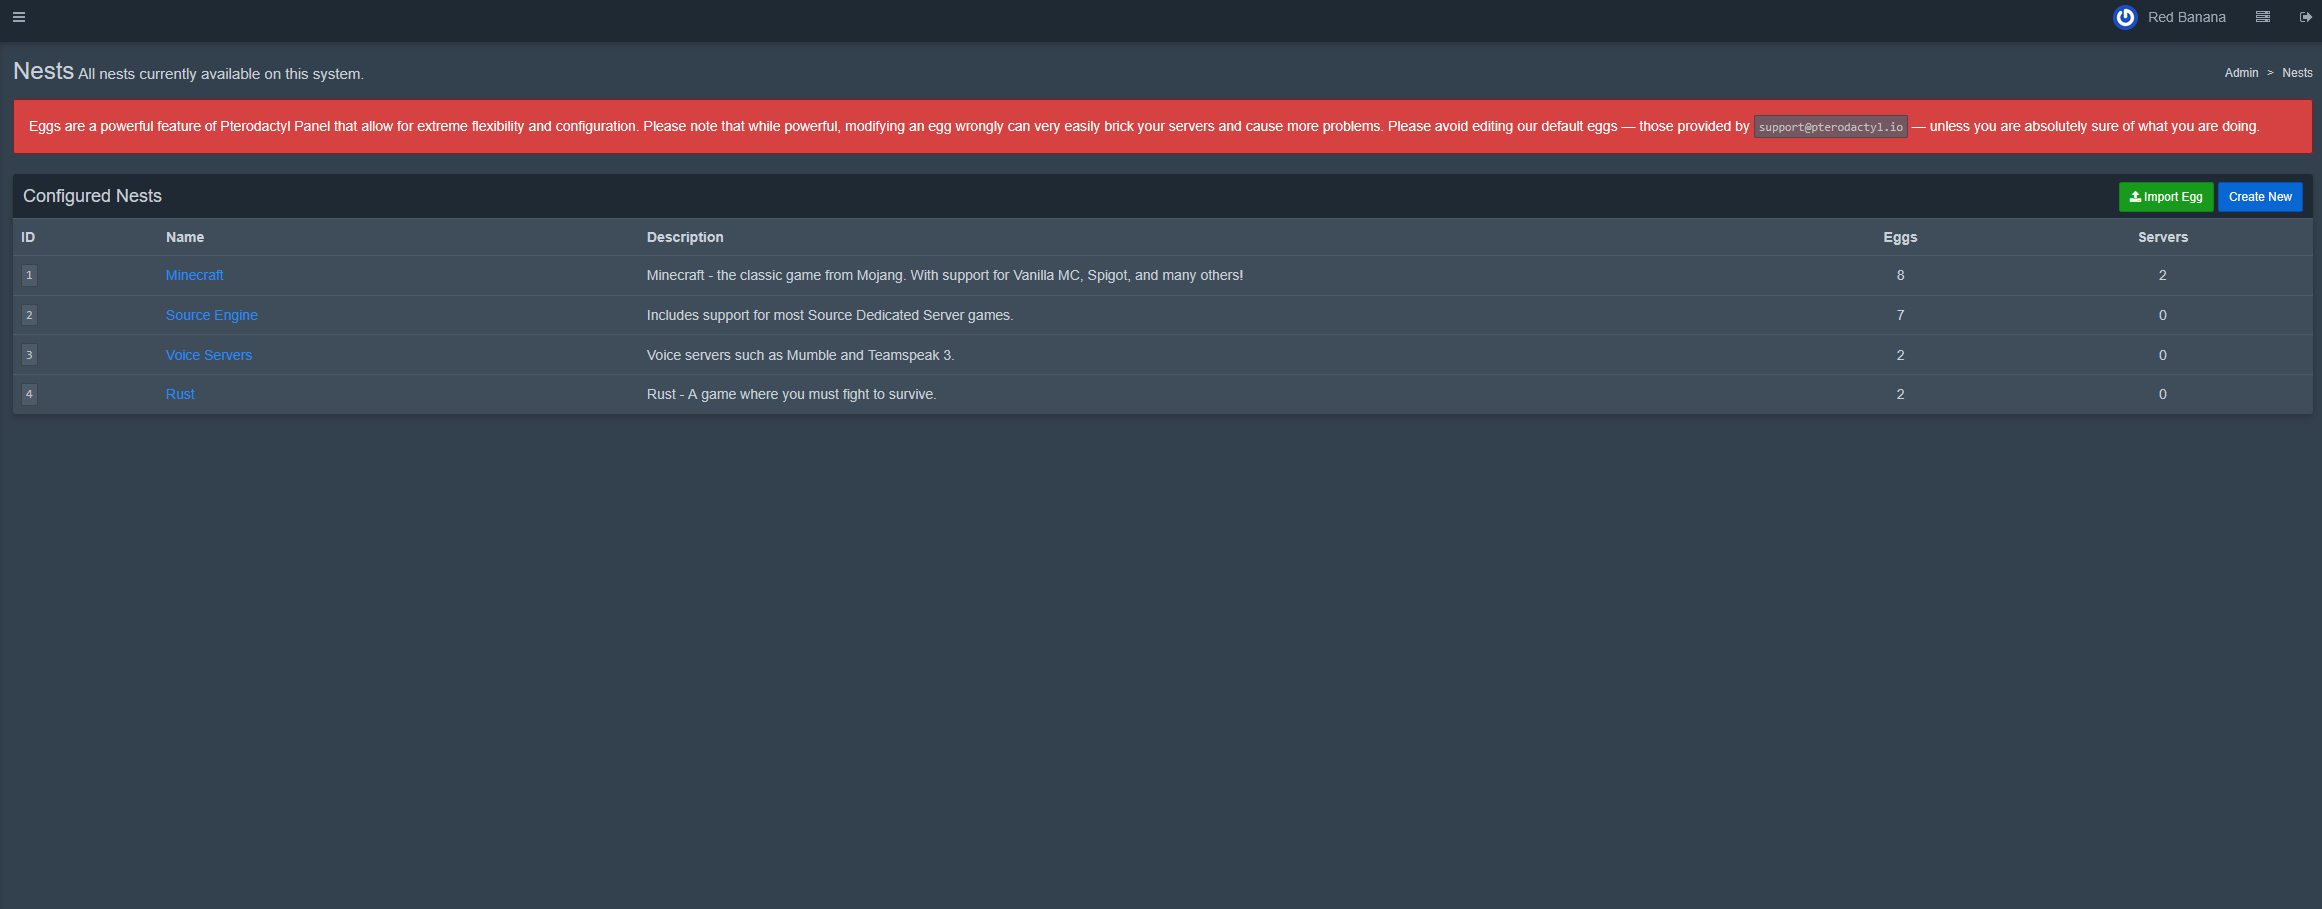 Red Banana
Nests All nests currently available on this system.
Admin > Nests
Eggs are a powerful feature of Pterodactyl Panel that allow for extreme flexibility and configuration. Please note that while powerful, modifying an egg wrongly can very easily brick your servers and cause more problems. Please avoid editing our default eggs — those provided by support@pterodactyl.io — unless you are absolutely sure of what you are doing.
Configured Nests
Import Egg Create New
ID Name Description Eggs Servers
1 Minecraft Minecraft - the classic game from Mojang. With support for Vanilla MC, Spigot, and many others! 8 2
2 Source Engine Includes support for most Source Dedicated Server games. 7 0
3 Voice Servers Voice servers such as Mumble and Teamspeak 3. 2 0
4 Rust Rust - A game where you must fight to survive. 2 0